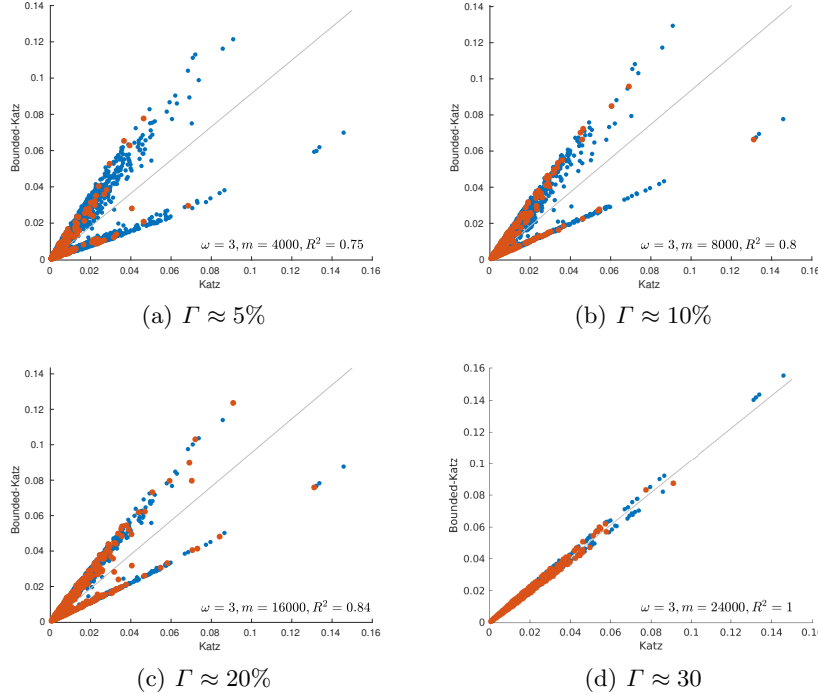 0.14
0.12
0.1
0.08
0.06
0.04
0.02
0
Bounded-Katz
0 0.02 0.04 0.06 0.08 0.1 0.12 0.14 0.16
Katz
ω = 3, m = 4000, R² = 0.75
(a) Γ ≈ 5%
0.14
0.12
0.1
0.08
0.06
0.04
0.02
0
Bounded-Katz
0 0.02 0.04 0.06 0.08 0.1 0.12 0.14 0.16
Katz
ω = 3, m = 8000, R² = 0.8
(b) Γ ≈ 10%
0.14
0.12
0.1
0.08
0.06
0.04
0.02
0
Bounded-Katz
0 0.02 0.04 0.06 0.08 0.1 0.12 0.14 0.16
Katz
ω = 3, m = 16000, R² = 0.84
(c) Γ ≈ 20%
0.16
0.14
0.12
0.1
0.08
0.06
0.04
0.02
0
Bounded-Katz
0 0.02 0.04 0.06 0.08 0.1 0.12 0.14 0.16
Katz
ω = 3, m = 24000, R² = 1
(d) Γ ≈ 30